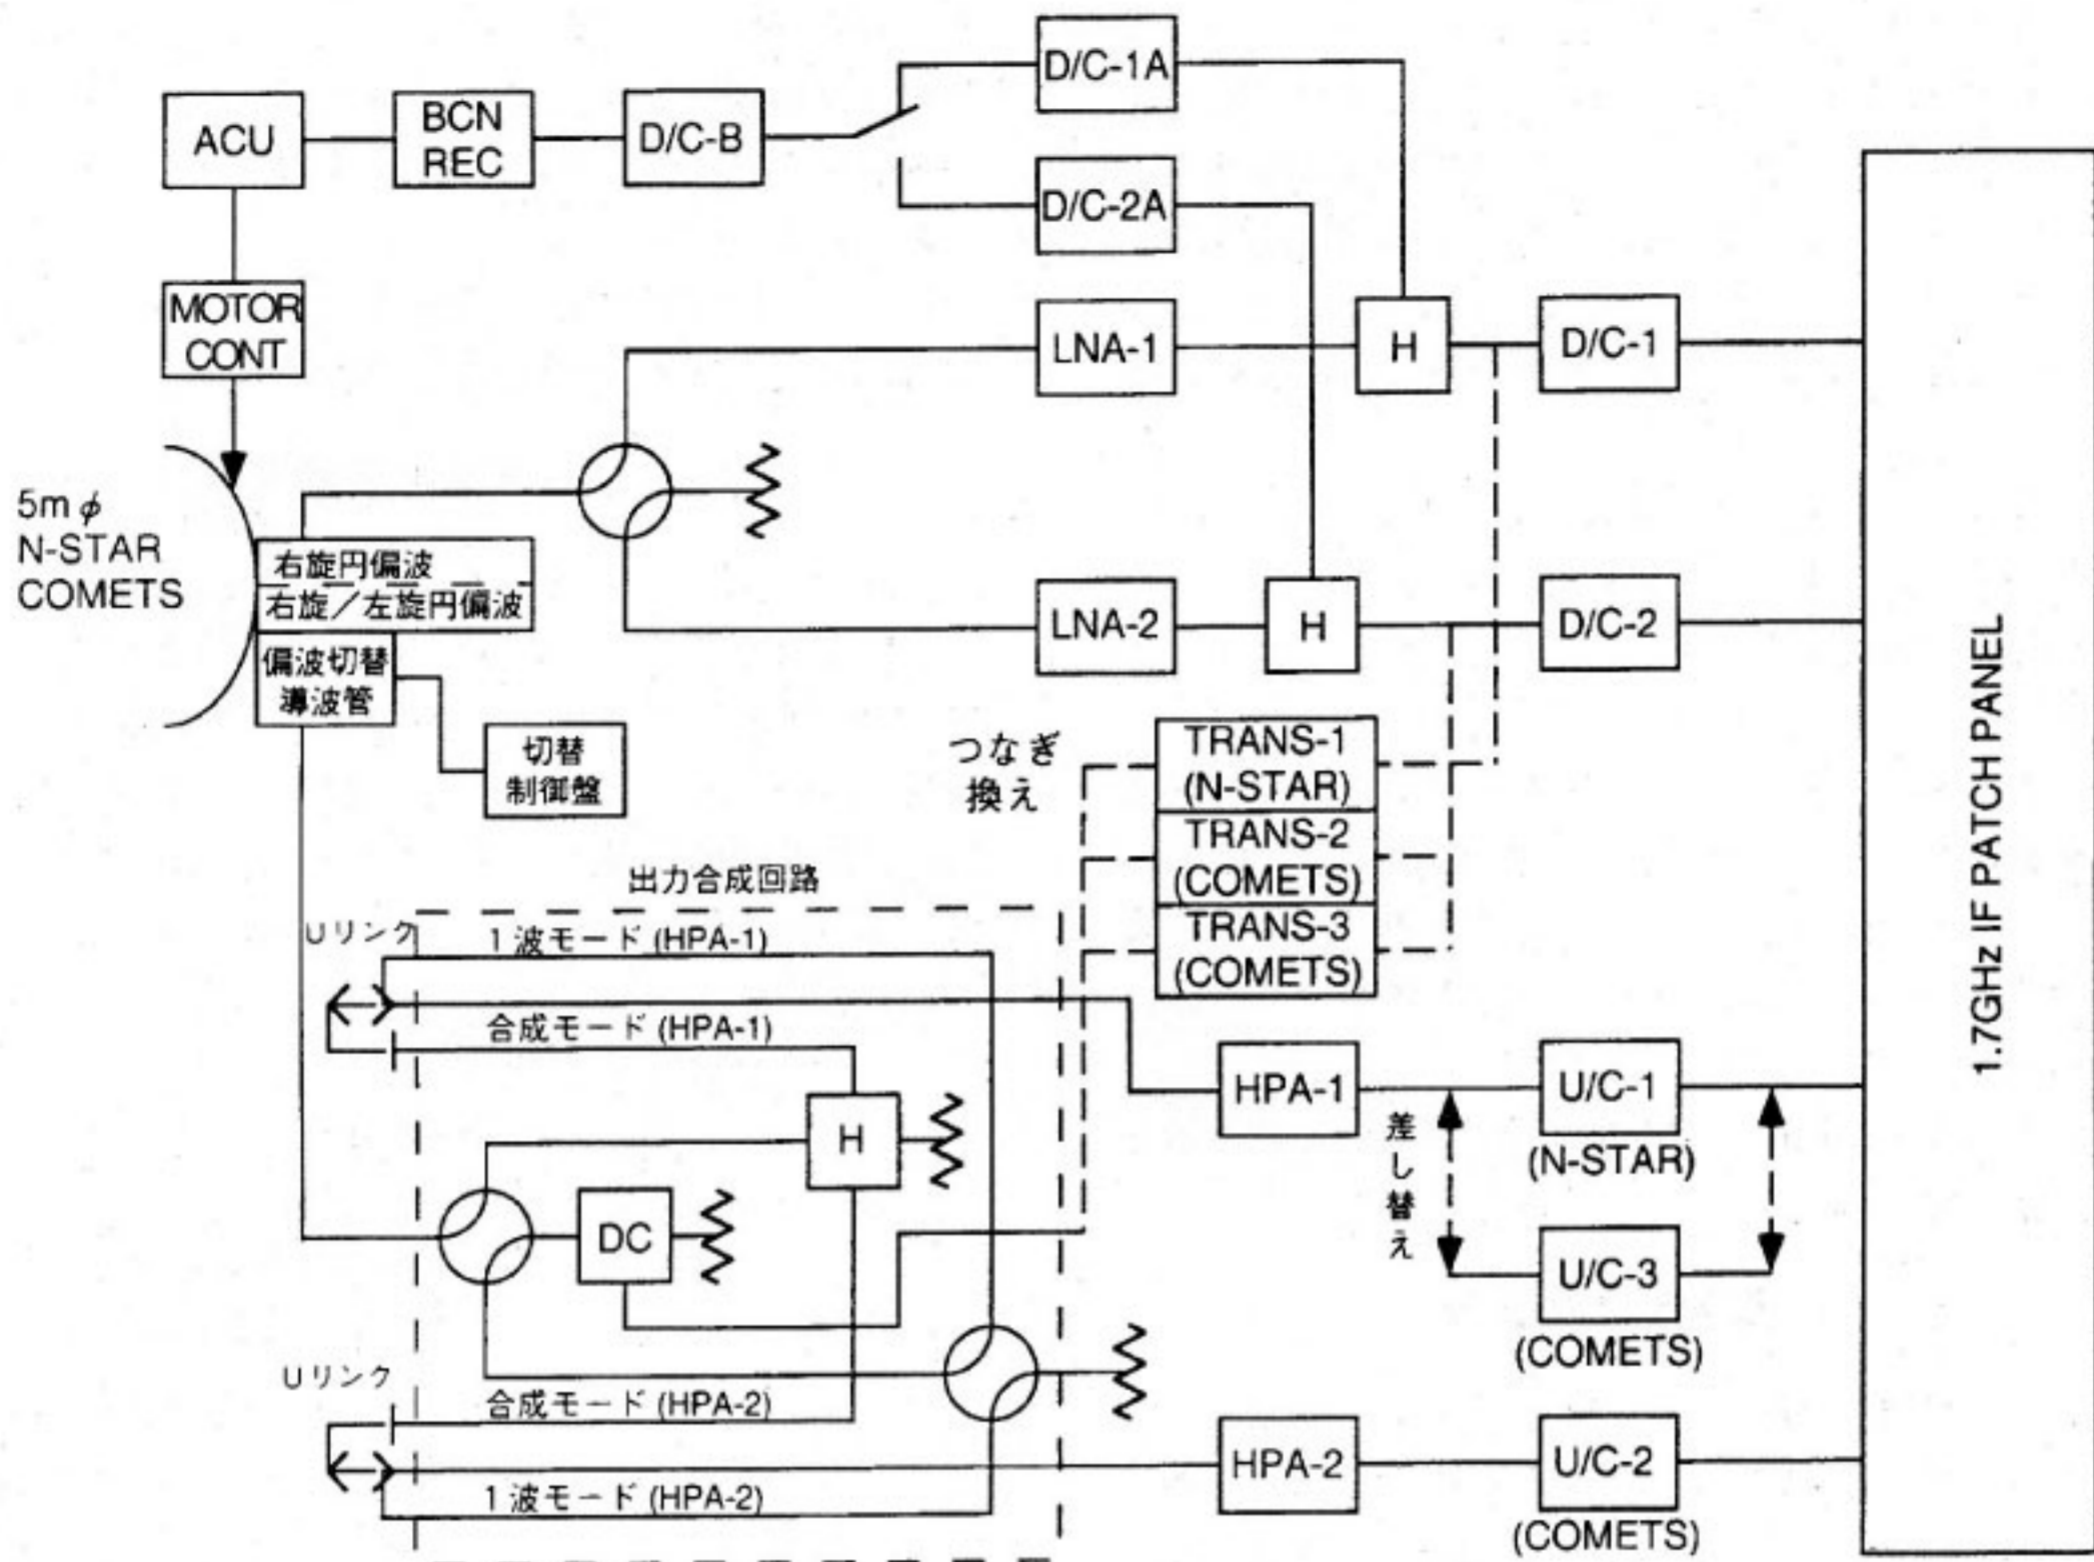 D/C-1A
ACU
BCN
REC
D/C-B
D/C-2A
MOTOR
CONT
LNA-1
H
D/C-1
5mφ
N-STAR
COMETS
右旋円偏波
右旋／左旋円偏波
偏波切替
導波管
切替
制御盤
LNA-2
H
D/C-2
つなぎ
換え
TRANS-1
(N-STAR)
TRANS-2
(COMETS)
TRANS-3
(COMETS)
1.7GHz IF PATCH PANEL
出力合成回路
Uリンク
1波モード(HPA-1)
合成モード(HPA-1)
H
DC
HPA-1
差し替え
U/C-1
(N-STAR)
U/C-3
(COMETS)
Uリンク
合成モード(HPA-2)
1波モード(HPA-2)
HPA-2
U/C-2
(COMETS)